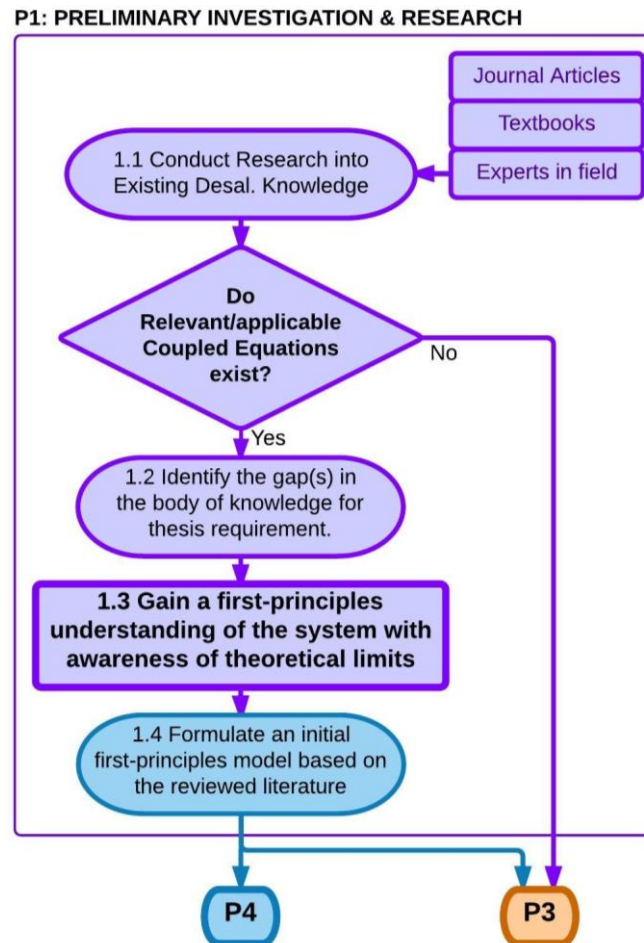 P1: PRELIMINARY INVESTIGATION & RESEARCH
Journal Articles
Textbooks
Experts in field
1.1 Conduct Research into
Existing Desal. Knowledge
Do
Relevant/applicable
Coupled Equations
exist?
No
Yes
1.2 Identify the gap(s) in
the body of knowledge for
thesis requirement.
1.3 Gain a first-principles
understanding of the system with
awareness of theoretical limits
1.4 Formulate an initial
first-principles model based on
the reviewed literature
P4
P3